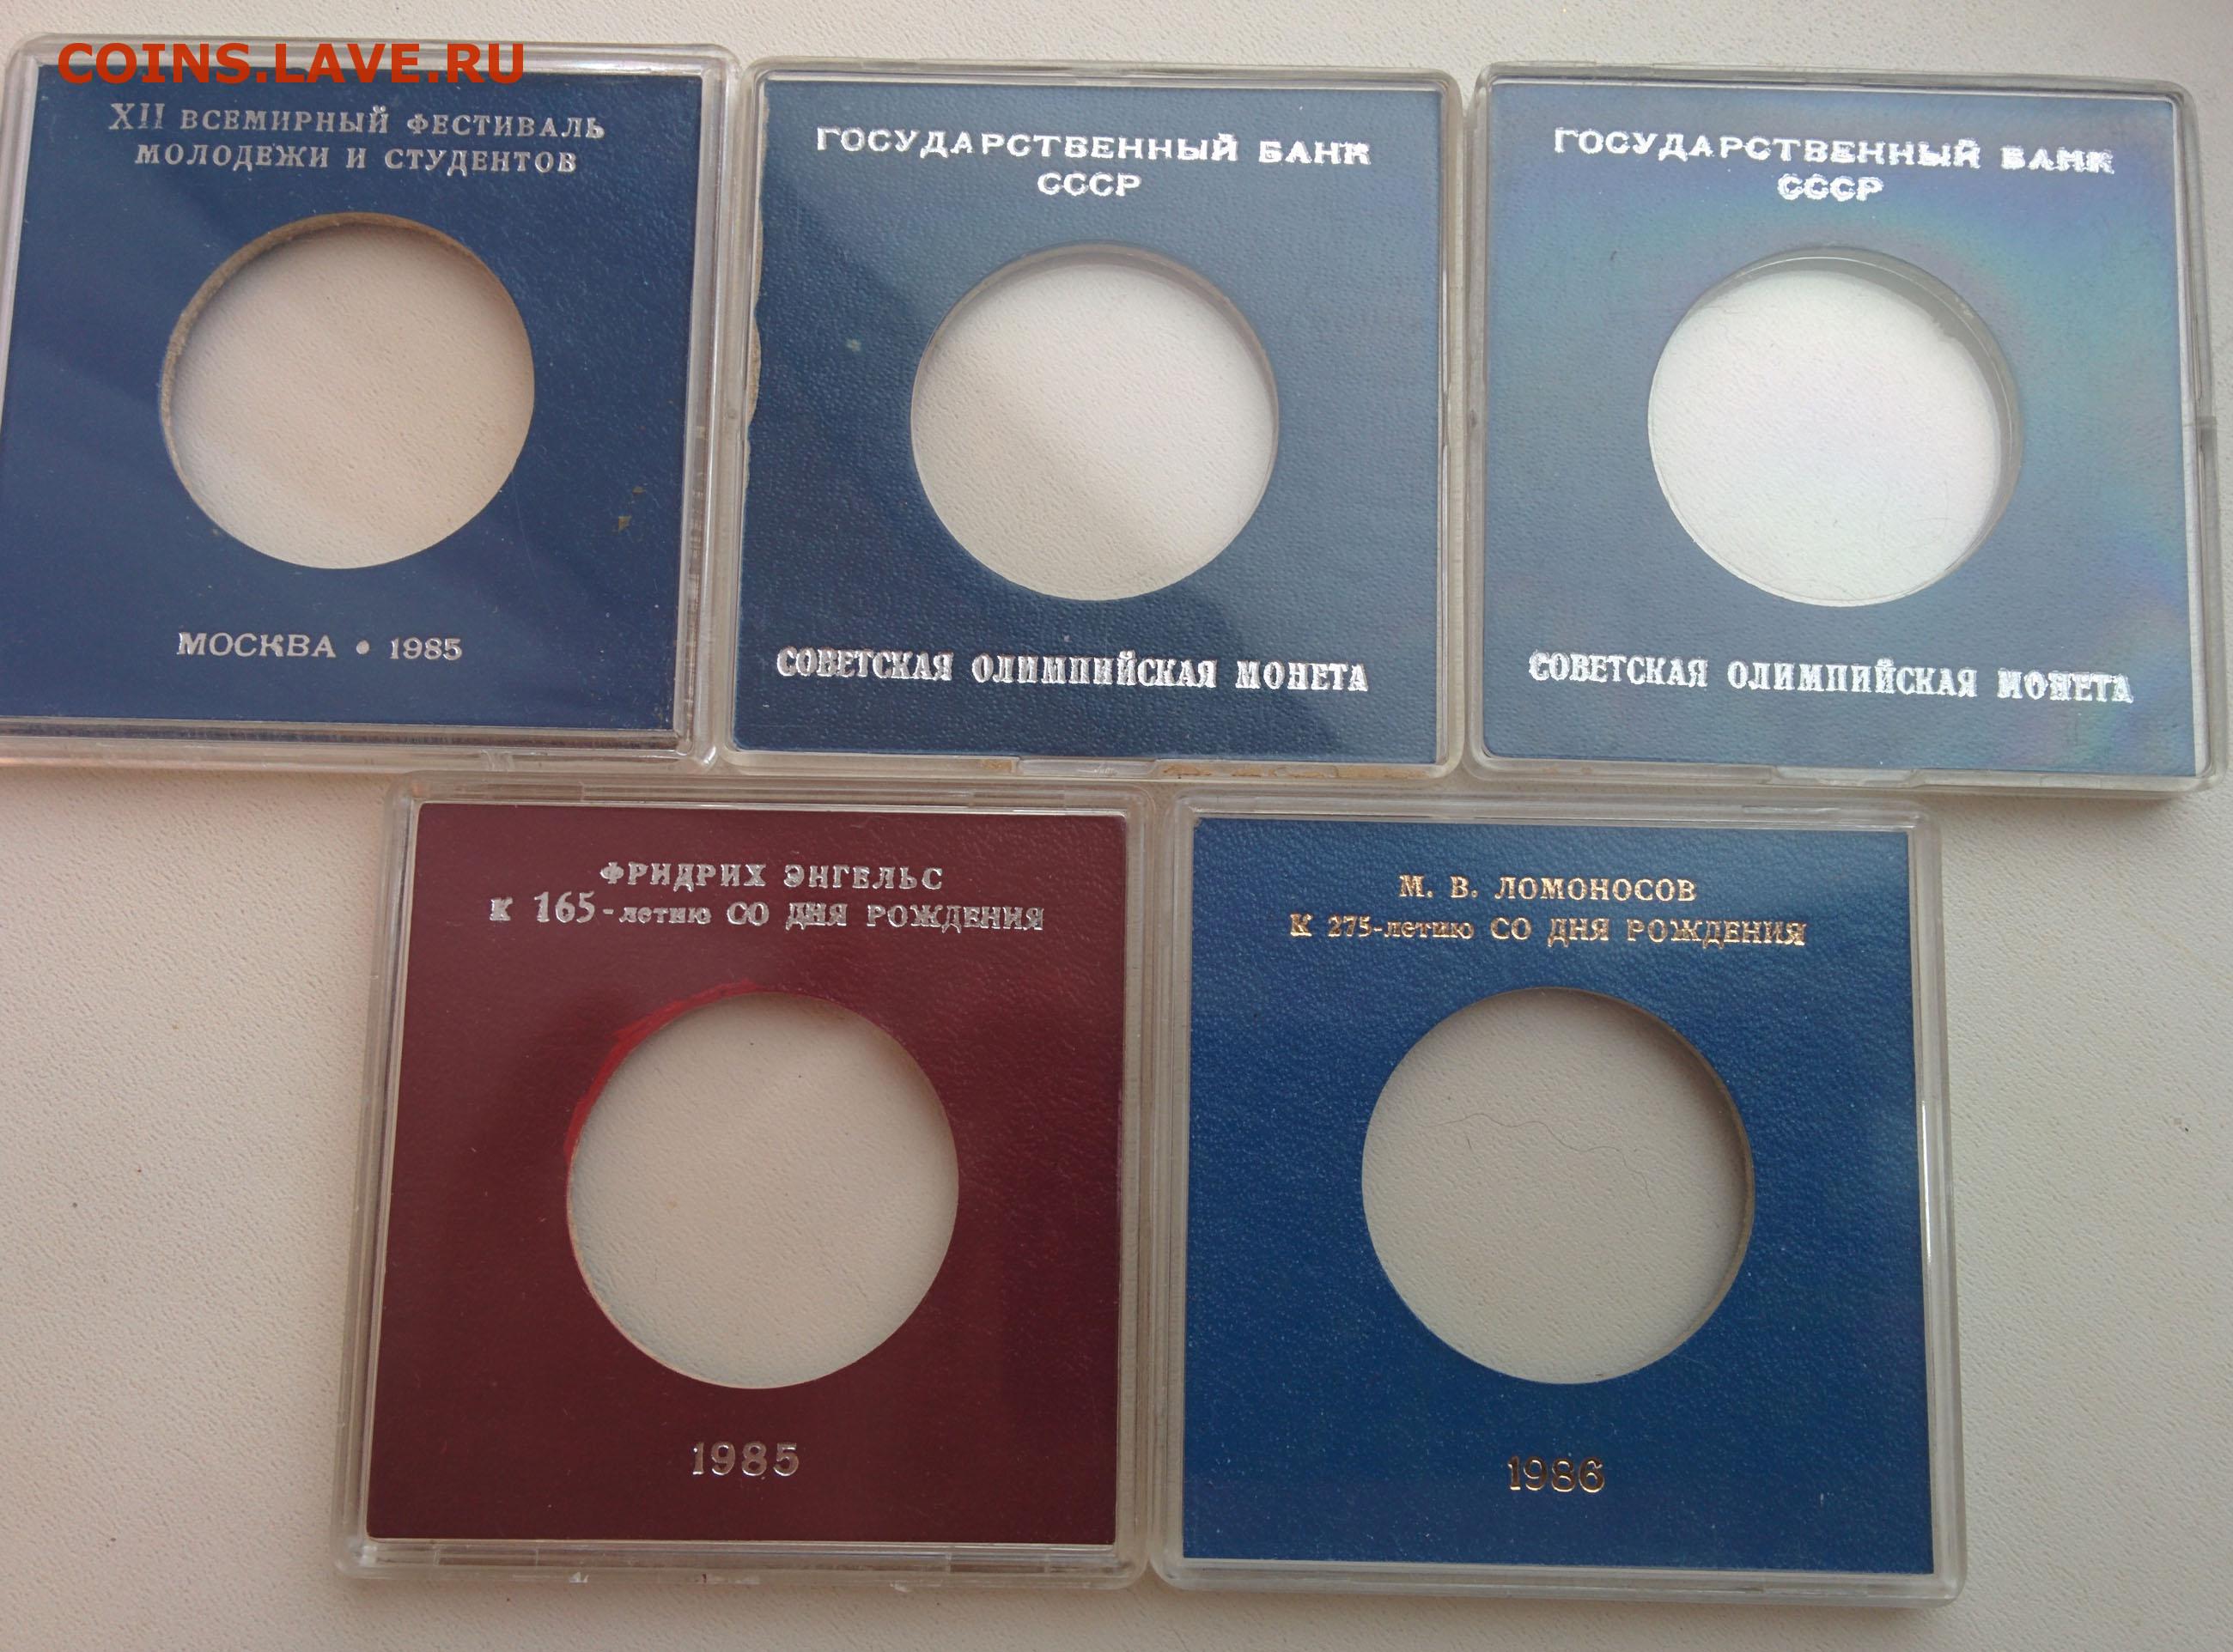 COINS.LAVE.RU
XII ВСЕМИРНЫЙ ФЕСТИВАЛЬ
МОЛОДЕЖИ И СТУДЕНТОВ
МОСКВА • 1985
ГОСУДАРСТВЕННЫЙ БАНК
СССР
СОВЕТСКАЯ ОЛИМПИЙСКАЯ МОНЕТА
ГОСУДАРСТВЕННЫЙ БАНК
СССР
СОВЕТСКАЯ ОЛИМПИЙСКАЯ МОНЕТА
ФРИДРИХ ЭНГЕЛЬС
К 165-летию СО ДНЯ РОЖДЕНИЯ
1985
М. В. ЛОМОНОСОВ
К 275-летию СО ДНЯ РОЖДЕНИЯ
1986